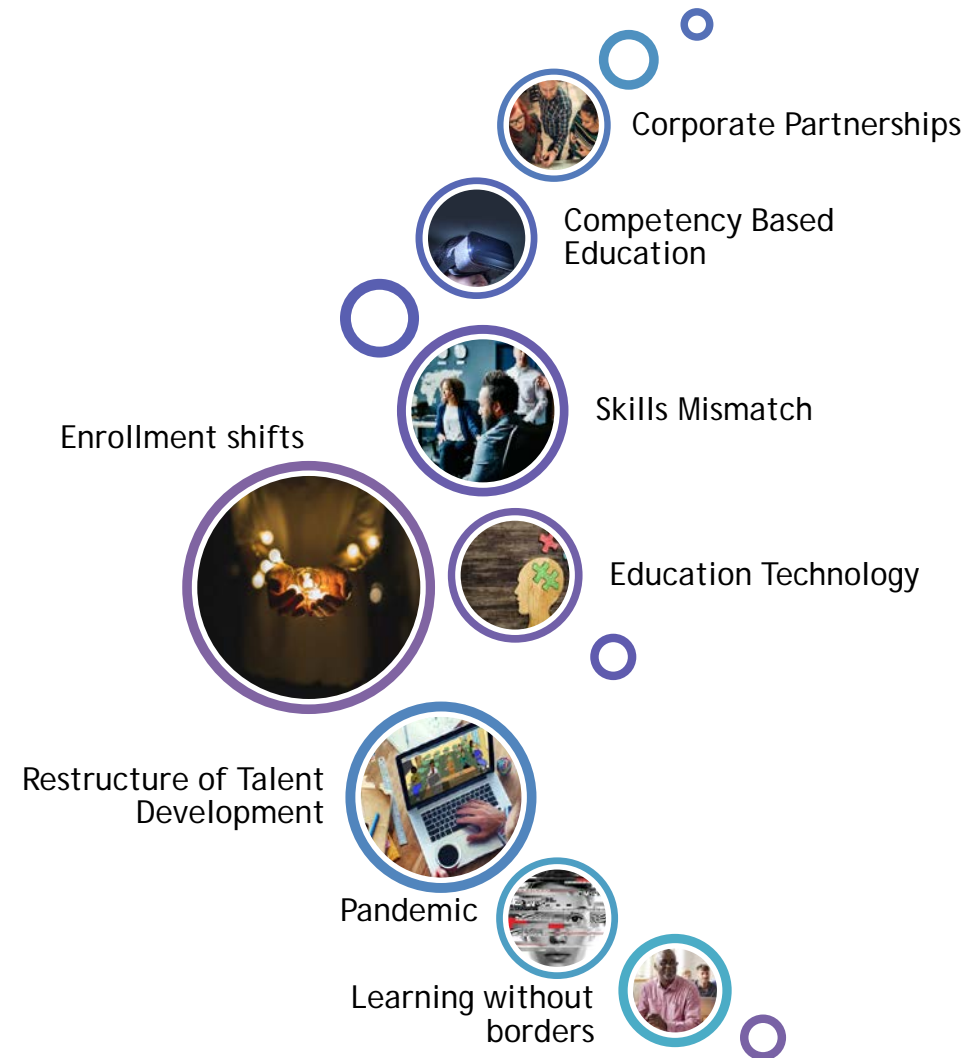 Corporate Partnerships
Competency Based
Education
Skills Mismatch
Enrollment shifts
Education Technology
Restructure of Talent
Development
Pandemic
Learning without
borders